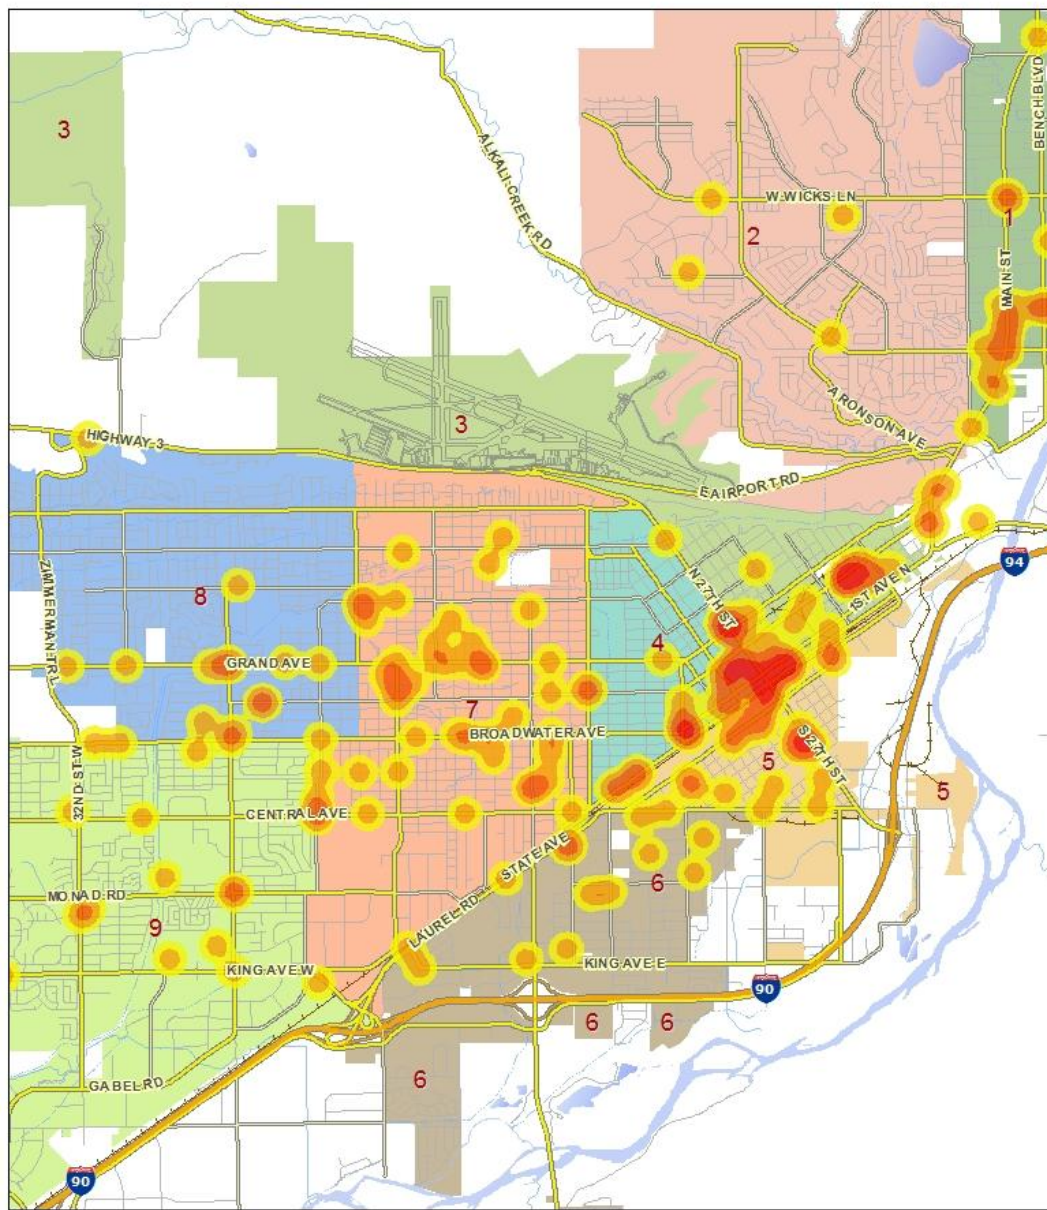 BENCH BLVD
3
ALKALI CREEK RD
W. WICKS LN
1
2
MAIN ST
ARONSON AVE
3
HIGHWAY 3
E AIRPORT RD
94
ZIMMERMAN TR L
8
N 27TH ST
1ST AVE N
4
GRAND AVE
7
BROADWATER AVE
5
S 27TH ST
5
32ND ST W
CENTRAL AVE
STATE AVE
MONAD RD
6
LAUREL RD
9
KING AVE W
KING AVE E
90
6
6
6
GABEL RD
90